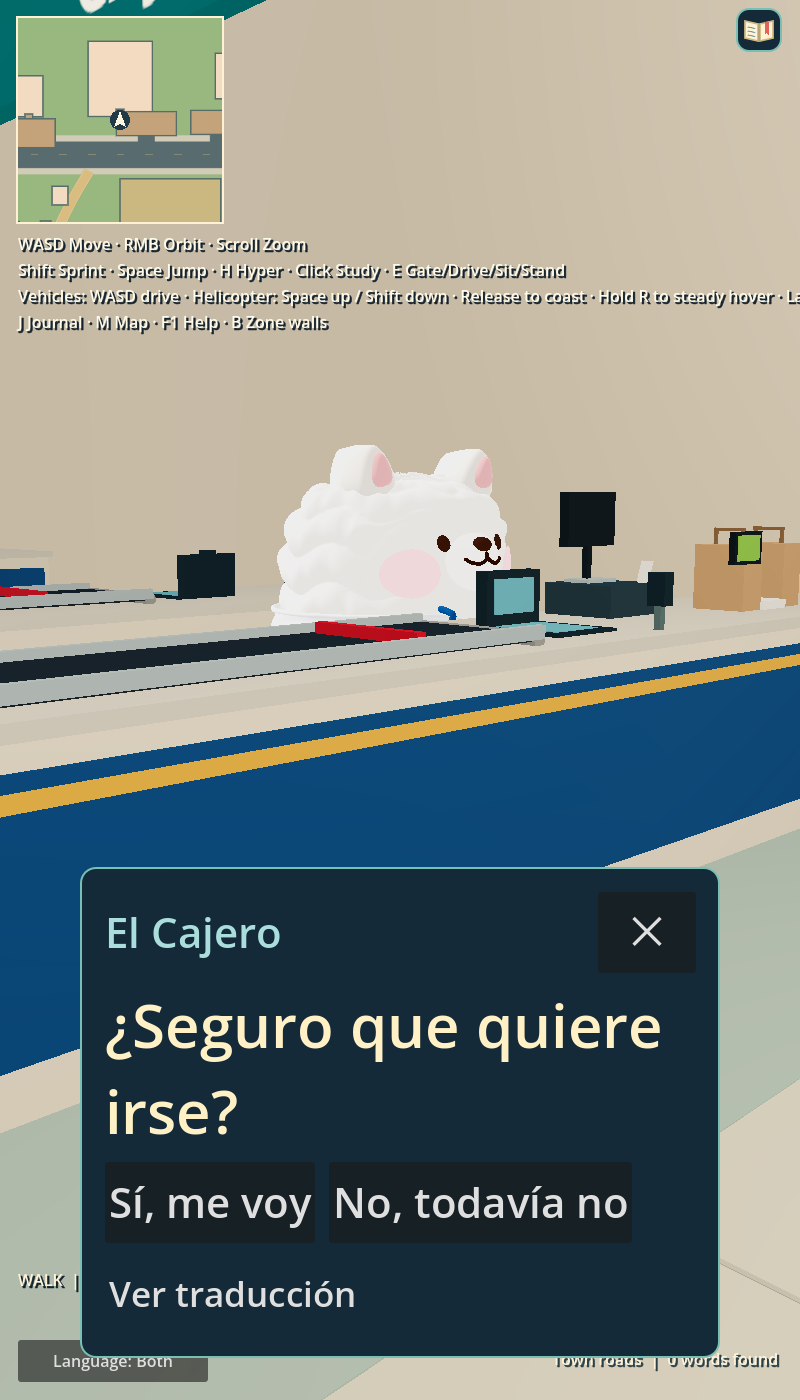 WASD Move · RMB Orbit · Scroll Zoom
Shift Sprint · Space Jump · H Hyper · Click Study · E Gate/Drive/Sit/Stand
Vehicles: WASD drive · Helicopter: Space up / Shift down · Release to coast · Hold R to steady hover ·
J Journal · M Map · F1 Help · B Zone walls
El Cajero
¿Seguro que quiere
irse?
Sí, me voy
No, todavía no
Ver traducción
WALK |
Language: Both
Town roads | 0 words found